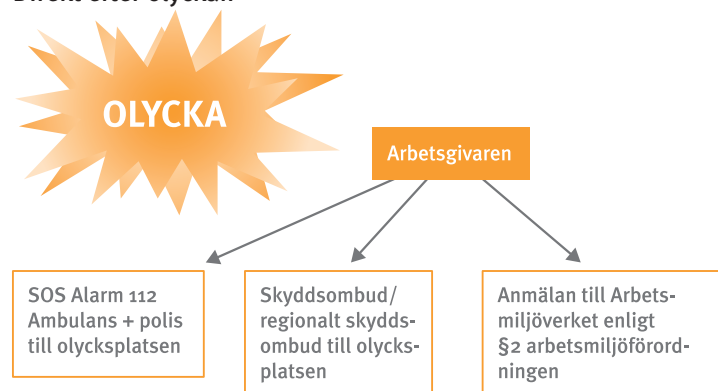 OLYCKA
Arbetsgivaren
SOS Alarm 112
Ambulans + polis
till olycksplatsen
Skyddsombud/
regionalt skydds-
ombud till olycks-
platsen
Anmälan till Arbets-
miljöverket enligt
§2 arbetsmiljöförord-
ningen